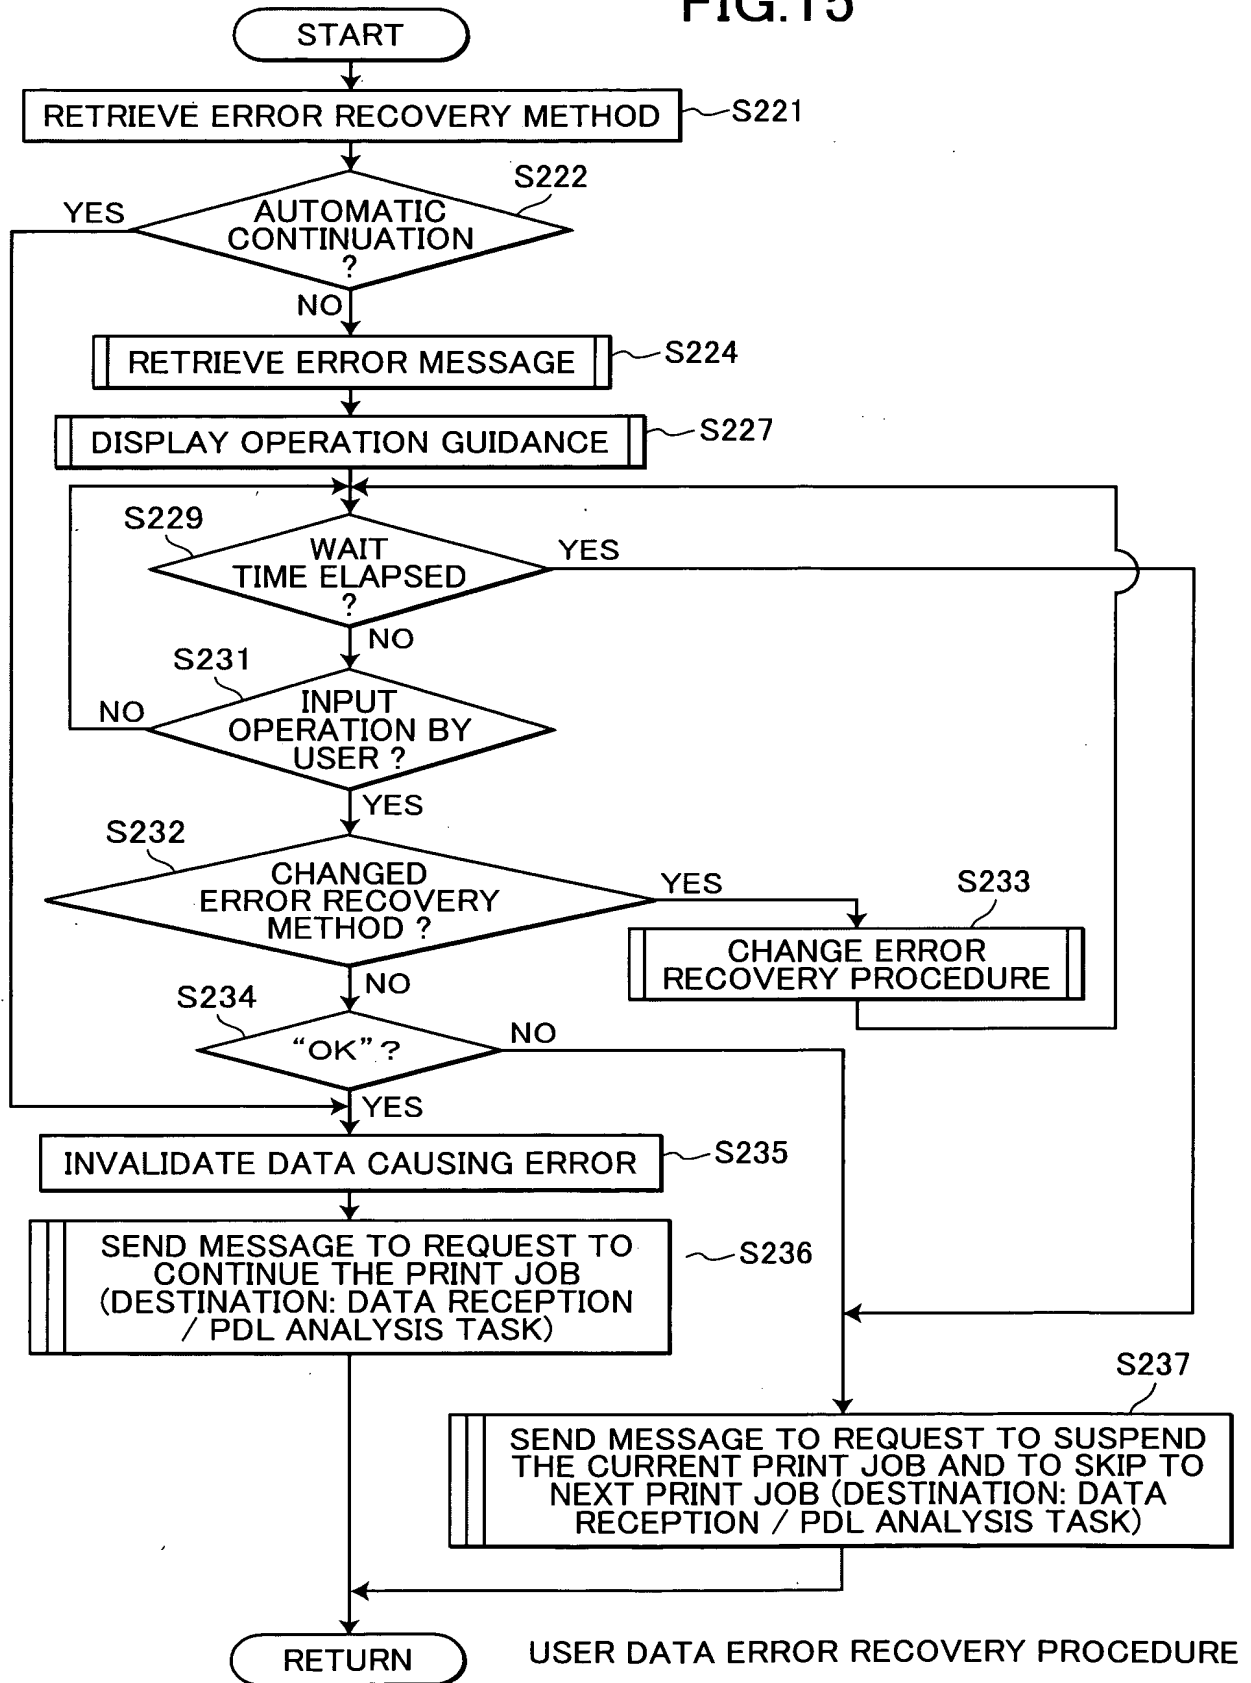 FIG.15
START
RETRIEVE ERROR RECOVERY METHOD
S221
S222
YES
AUTOMATIC
CONTINUATION
?
NO
RETRIEVE ERROR MESSAGE
S224
DISPLAY OPERATION GUIDANCE
S227
S229
WAIT
TIME ELAPSED
?
YES
NO
S231
INPUT
OPERATION BY
USER ?
NO
YES
S232
CHANGED
ERROR RECOVERY
METHOD ?
YES
S233
CHANGE ERROR
RECOVERY PROCEDURE
NO
S234
“OK” ?
NO
YES
INVALIDATE DATA CAUSING ERROR
S235
SEND MESSAGE TO REQUEST TO
CONTINUE THE PRINT JOB
(DESTINATION: DATA RECEPTION
/ PDL ANALYSIS TASK)
S236
S237
SEND MESSAGE TO REQUEST TO SUSPEND
THE CURRENT PRINT JOB AND TO SKIP TO
NEXT PRINT JOB (DESTINATION: DATA
RECEPTION / PDL ANALYSIS TASK)
RETURN
USER DATA ERROR RECOVERY PROCEDURE